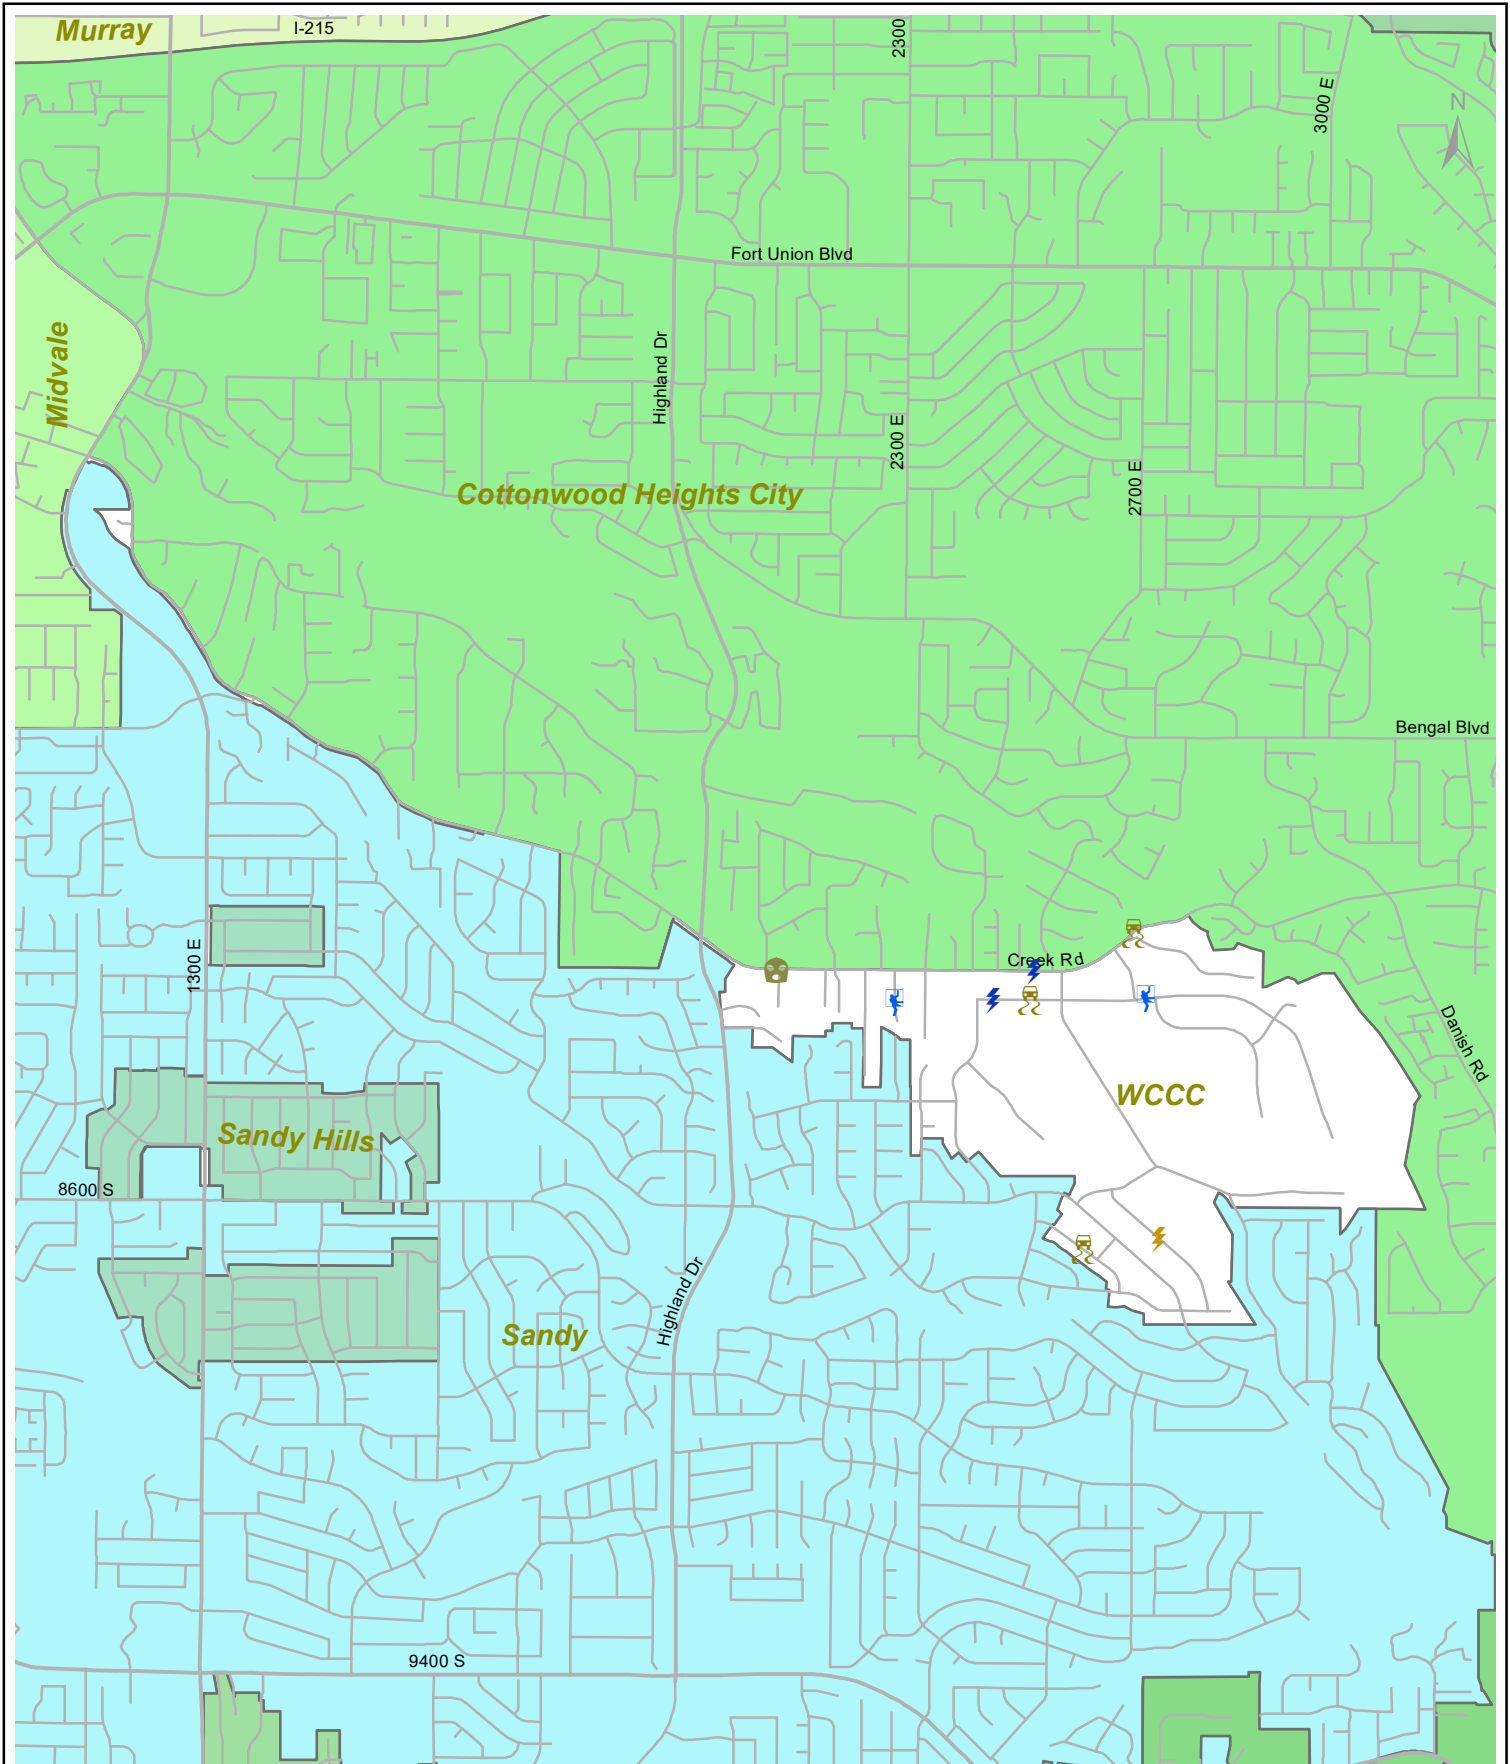 Murray
I-215
2300
3000 E
N
Fort Union Blvd
Midvale
Highland Dr
2300 E
2700 E
Cottonwood Heights City
Bengal Blvd
1300 E
Creek Rd
Danish Rd
WCCC
Sandy Hills
8600 S
Highland Dr
Sandy
9400 S